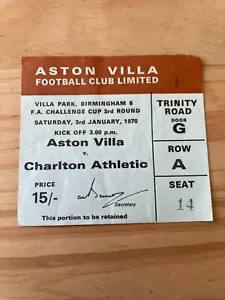 ASTON VILLA
FOOTBALL CLUB LIMITED
VILLA PARK, BIRMINGHAM 6
F.A. CHALLENGE CUP 3rd ROUND
SATURDAY, 3rd JANUARY, 1970
KICK OFF 3.00 p.m.
Aston Villa
v.
Charlton Athletic
PRICE
15/-
Secretary
This portion to be retained
TRINITY
ROAD
DOOR
G
ROW
A
SEAT
14